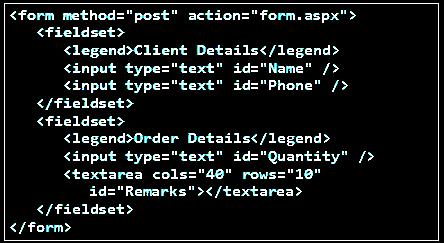 <form method="post" action="form.aspx">
<fieldset>
<legend>Client Details</legend>
<input type="text" id="Name" />
<input type="text" id="Phone" />
</fieldset>
<fieldset>
<legend>Order Details</legend>
<input type="text" id="Quantity" />
<textarea cols="40" rows="10"
id="Remarks"></textarea>
</fieldset>
</form>